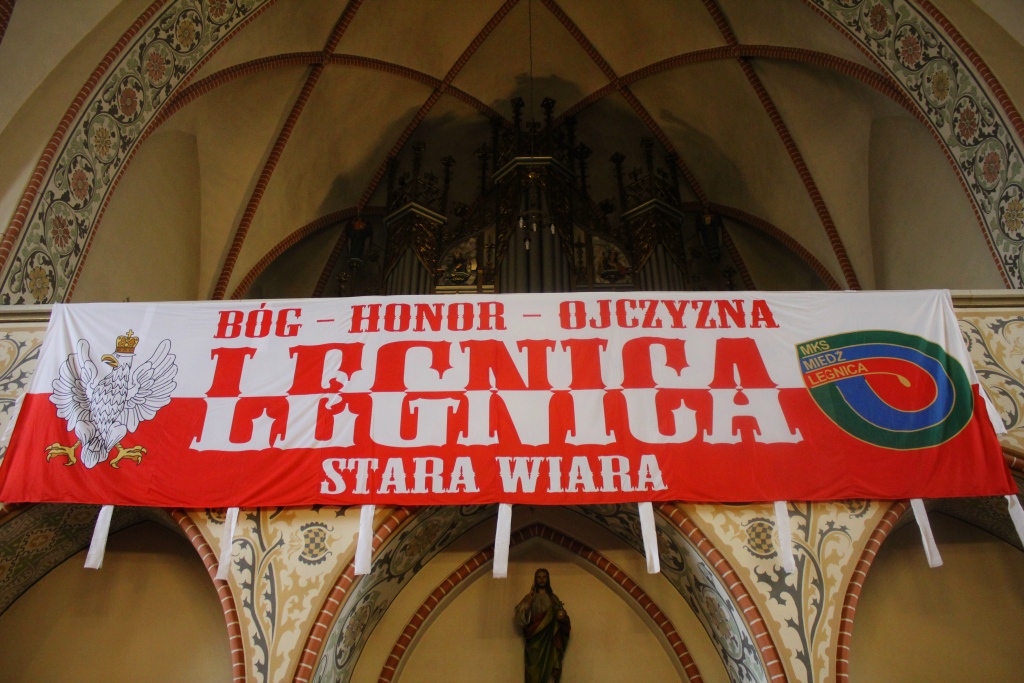 BÓG – HONOR – OJCZYZNA
LEGNICA
STARA WIARA
MKS
MIEDŹ
LEGNICA